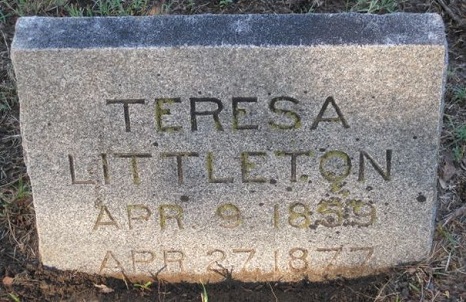 TERESA
LITTLETON
APR. 9. 1859
APR. 27. 1877